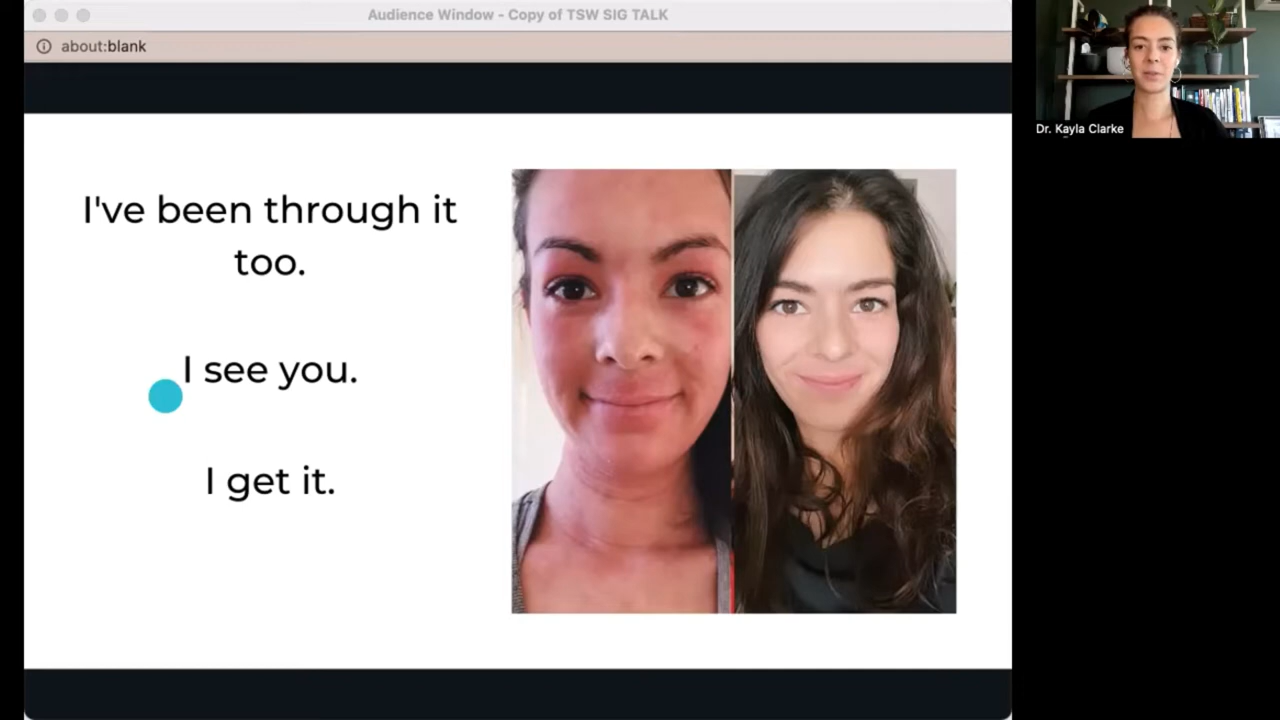 Audience Window - Copy of TSW SIG TALK
about:blank
I've been through it
too.
I see you.
I get it.
Dr. Kayla Clarke